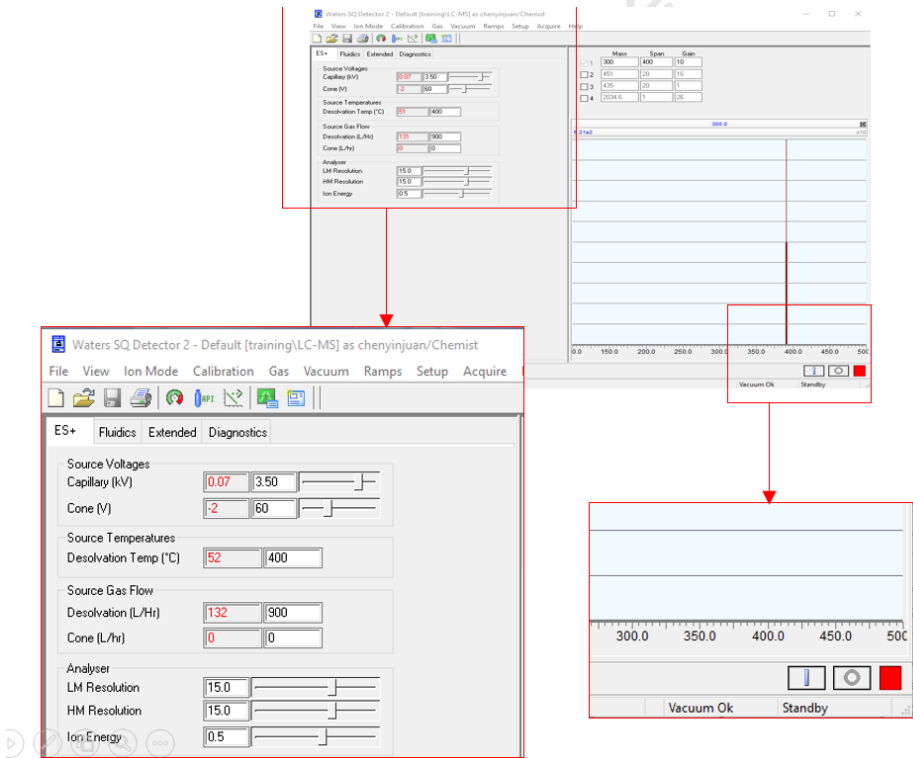 Waters SQ Detector 2 - Default [training\LC-MS] as chenyinjuan/Chemist
File View Ion Mode Calibration Gas Vacuum Ramps Setup Acquire Help
ES+ Fluidics Extended Diagnostics
Source Voltages
Capillary (kV) 0.07 3.50
Cone (V) -2 60
Source Temperatures
Desolvation Temp (°C) 51 400
Source Gas Flow
Desolvation (L/Hr) 131 900
Cone (L/hr) 0 0
Analyser
LM Resolution 15.0
HM Resolution 15.0
Ion Energy 0.5
Mass Span Gain
1 300 400 10
2 451 20 16
3 435 20 1
4 2034.6 1 26
300.0
6.21e2 x10
0.0 150.0 200.0 250.0 300.0 350.0 400.0 450.0 500
Vacuum Ok Standby
Waters SQ Detector 2 - Default [training\LC-MS] as chenyinjuan/Chemist
File View Ion Mode Calibration Gas Vacuum Ramps Setup Acquire
RPI
ES+ Fluidics Extended Diagnostics
Source Voltages
Capillary (kV) 0.07 3.50
Cone (V) -2 60
Source Temperatures
Desolvation Temp (°C) 52 400
Source Gas Flow
Desolvation (L/Hr) 132 900
Cone (L/hr) 0 0
Analyser
LM Resolution 15.0
HM Resolution 15.0
Ion Energy 0.5
300.0 350.0 400.0 450.0 500
Vacuum Ok Standby